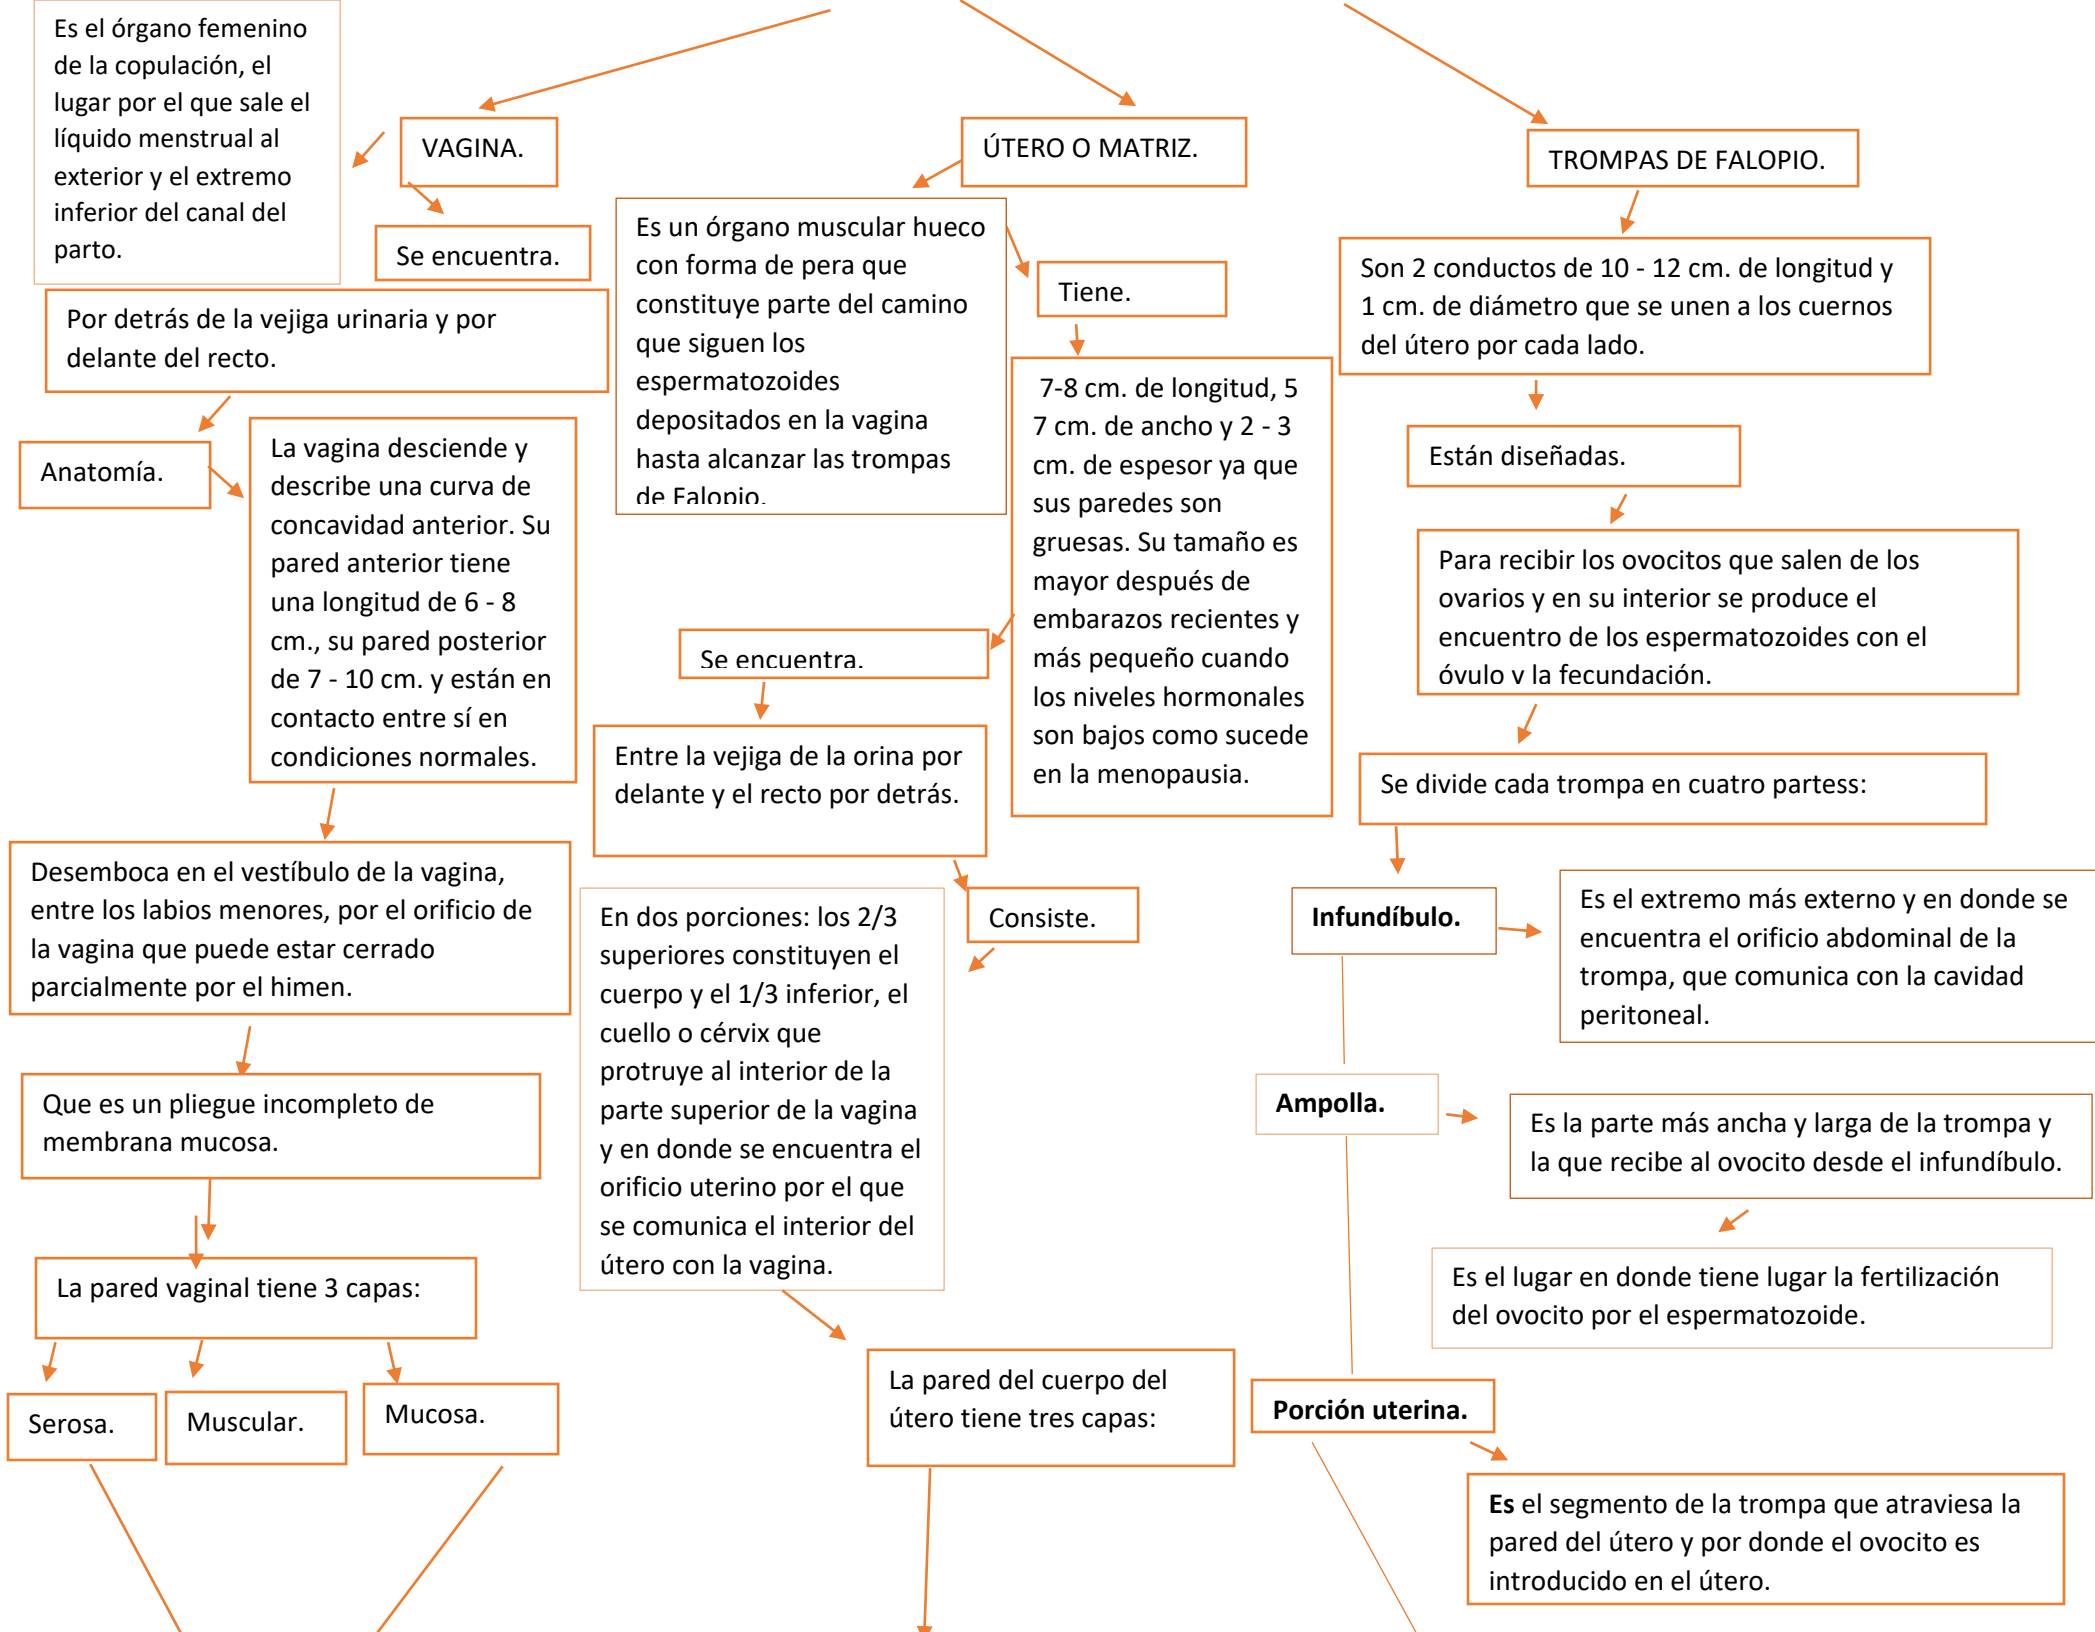 Es el órgano femenino
de la copulación, el
lugar por el que sale el
líquido menstrual al
exterior y el extremo
inferior del canal del
parto.
VAGINA.
Se encuentra.
Por detrás de la vejiga urinaria y por
delante del recto.
Anatomía.
La vagina desciende y
describe una curva de
concavidad anterior. Su
pared anterior tiene
una longitud de 6 - 8
cm., su pared posterior
de 7 - 10 cm. y están en
contacto entre sí en
condiciones normales.
Desemboca en el vestíbulo de la vagina,
entre los labios menores, por el orificio de
la vagina que puede estar cerrado
parcialmente por el himen.
Que es un pliegue incompleto de
membrana mucosa.
La pared vaginal tiene 3 capas:
Serosa.
Muscular.
Mucosa.
ÚTERO O MATRIZ.
Es un órgano muscular hueco
con forma de pera que
constituye parte del camino
que siguen los
espermatozoides
depositados en la vagina
hasta alcanzar las trompas
de Falopio.
Tiene.
7-8 cm. de longitud, 5
7 cm. de ancho y 2 - 3
cm. de espesor ya que
sus paredes son
gruesas. Su tamaño es
mayor después de
embarazos recientes y
más pequeño cuando
los niveles hormonales
son bajos como sucede
en la menopausia.
Se encuentra.
Entre la vejiga de la orina por
delante y el recto por detrás.
Consiste.
En dos porciones: los 2/3
superiores constituyen el
cuerpo y el 1/3 inferior, el
cuello o cérvix que
protruye al interior de la
parte superior de la vagina
y en donde se encuentra el
orificio uterino por el que
se comunica el interior del
útero con la vagina.
La pared del cuerpo del
útero tiene tres capas:
TROMPAS DE FALOPIO.
Son 2 conductos de 10 - 12 cm. de longitud y
1 cm. de diámetro que se unen a los cuernos
del útero por cada lado.
Están diseñadas.
Para recibir los ovocitos que salen de los
ovarios y en su interior se produce el
encuentro de los espermatozoides con el
óvulo y la fecundación.
Se divide cada trompa en cuatro partess:
Infundíbulo.
Es el extremo más externo y en donde se
encuentra el orificio abdominal de la
trompa, que comunica con la cavidad
peritoneal.
Ampolla.
Es la parte más ancha y larga de la trompa y
la que recibe al ovocito desde el infundíbulo.
Es el lugar en donde tiene lugar la fertilización
del ovocito por el espermatozoide.
Porción uterina.
Es el segmento de la trompa que atraviesa la
pared del útero y por donde el ovocito es
introducido en el útero.